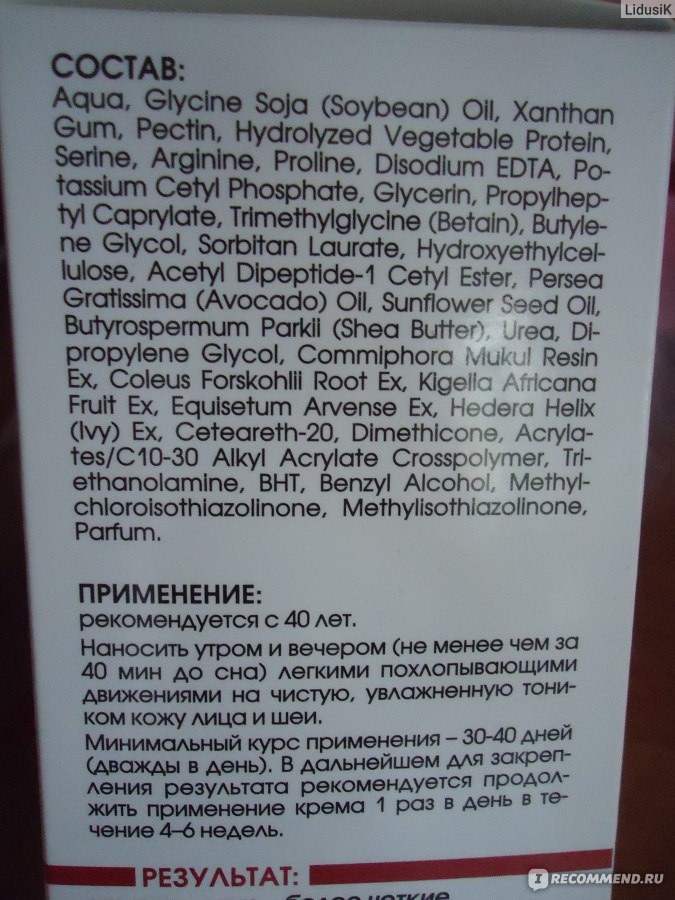 LidusiK
СОСТАВ:
Aqua, Glycine Soja (Soybean) Oil, Xanthan
Gum, Pectin, Hydrolyzed Vegetable Protein,
Serine, Arginine, Proline, Disodium EDTA, Po-
tassium Cetyl Phosphate, Glycerin, Propylhep-
tyl Caprylate, Trimethylglycine (Betain), Butyle-
ne Glycol, Sorbitan Laurate, Hydroxyethylcel-
lulose, Acetyl Dipeptide-1 Cetyl Ester, Persea
Gratissima (Avocado) Oil, Sunflower Seed Oil,
Butyrospermum Parkii (Shea Butter), Urea, Di-
propylene Glycol, Commiphora Mukul Resin
Ex, Coleus Forskohlii Root Ex, Kigelia Africana
Fruit Ex, Equisetum Arvense Ex, Hedera Helix
(Ivy) Ex, Ceteareth-20, Dimethicone, Acryla-
tes/C10-30 Alkyl Acrylate Crosspolymer, Tri-
ethanolamine, BHT, Benzyl Alcohol, Methyl-
chloroisothiazolinone, Methylisothiazolinone,
Parfum.
ПРИМЕНЕНИЕ:
рекомендуется с 40 лет.
Наносить утром и вечером (не менее чем за
40 мин до сна) легкими похлопывающими
движениями на чистую, увлажненную тони-
ком кожу лица и шеи.
Минимальный курс применения – 30-40 дней
(дважды в день). В дальнейшем для закреп-
ления результата рекомендуется продол-
жить применение крема 1 раз в день в те-
чение 4–6 недель.
РЕЗУЛЬТАТ:
более четкие
IRECOMMEND.RU